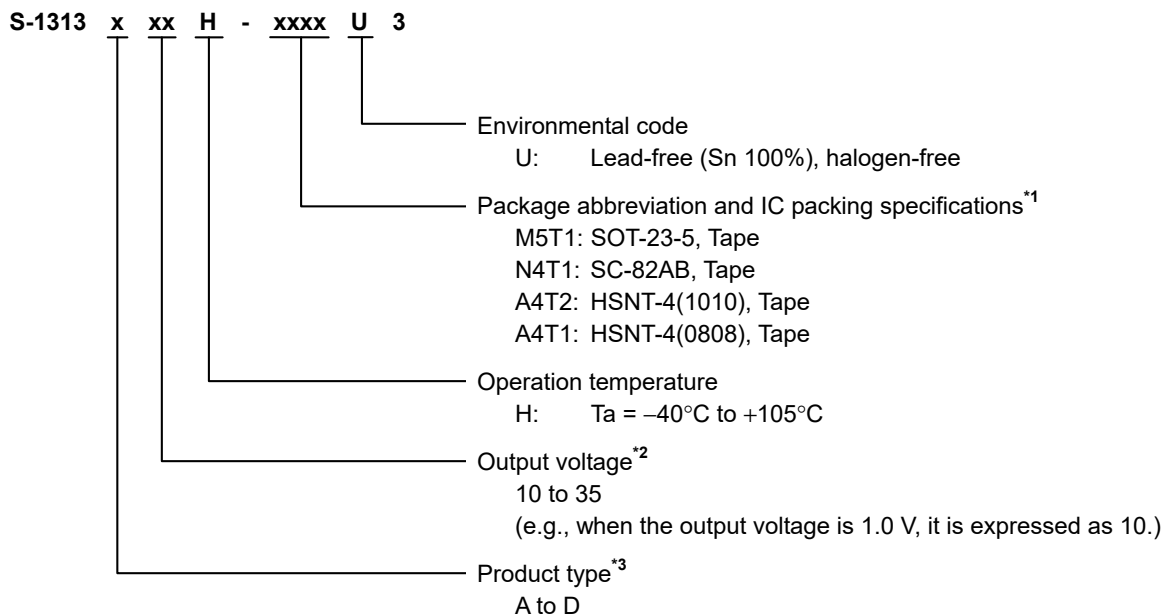 S-1313 x xx H - xxxx U 3
Environmental code
U: Lead-free (Sn 100%), halogen-free
Package abbreviation and IC packing specifications*1
M5T1: SOT-23-5, Tape
N4T1: SC-82AB, Tape
A4T2: HSNT-4(1010), Tape
A4T1: HSNT-4(0808), Tape
Operation temperature
H: Ta = −40°C to +105°C
Output voltage*2
10 to 35
(e.g., when the output voltage is 1.0 V, it is expressed as 10.)
Product type*3
A to D